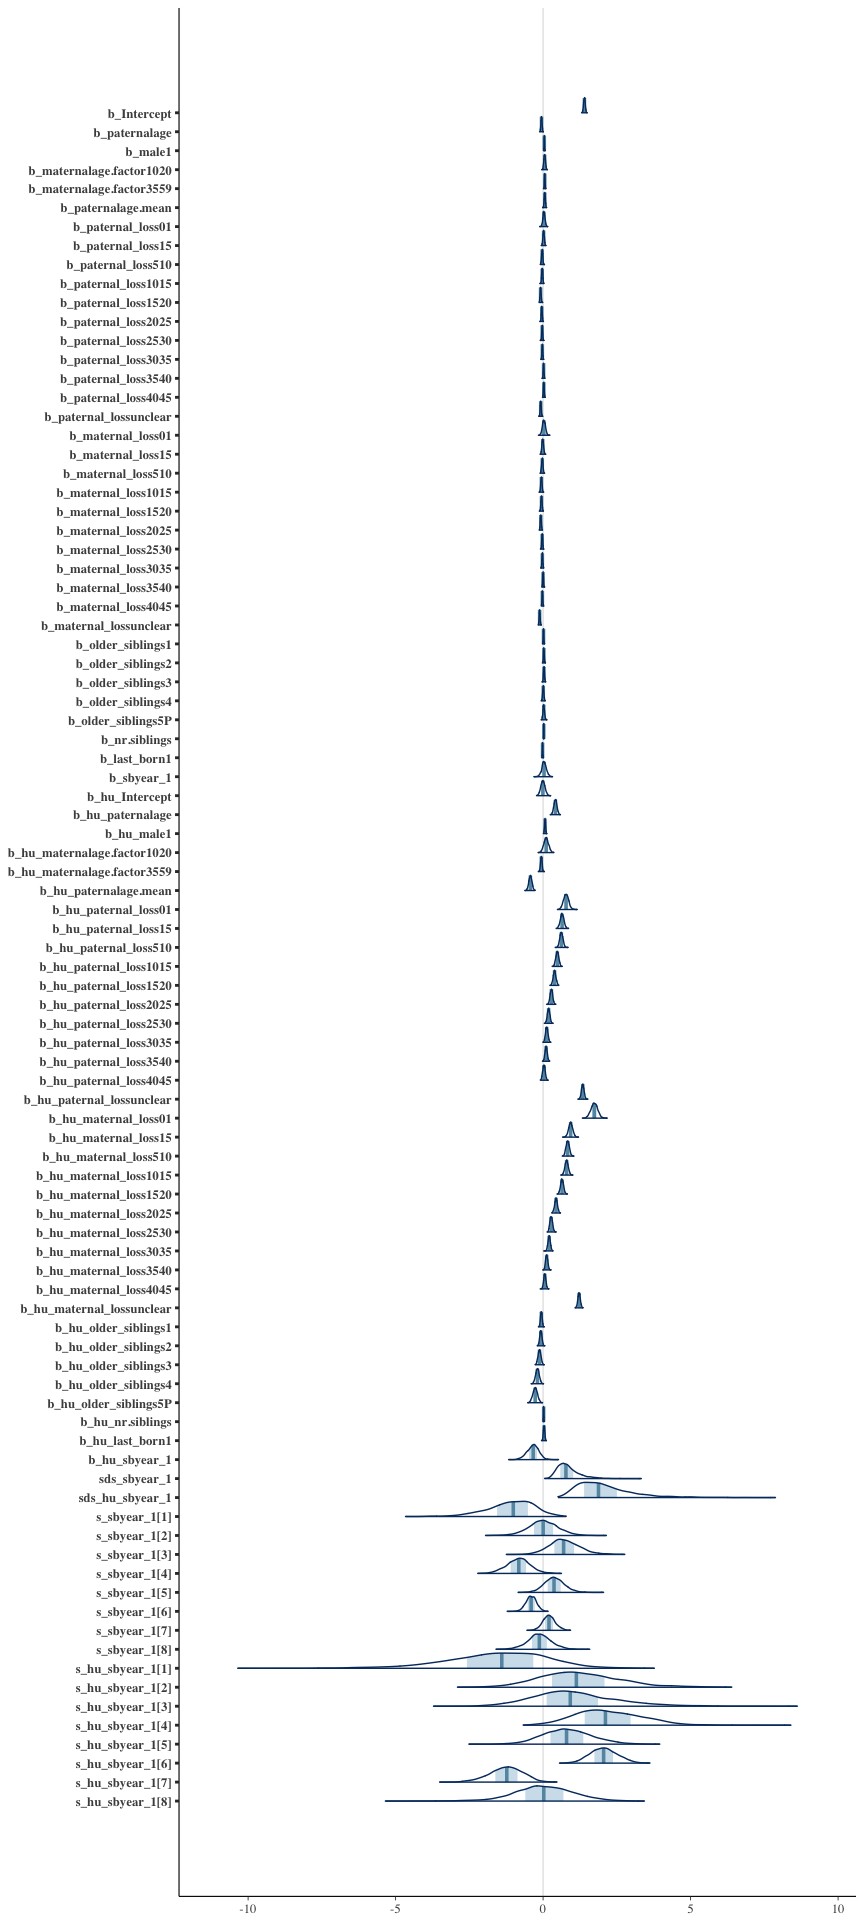 b_Intercept
b_paternalage
b_male1
b_maternalage.factor1020
b_maternalage.factor3559
b_paternalage.mean
b_paternal_loss01
b_paternal_loss15
b_paternal_loss510
b_paternal_loss1015
b_paternal_loss1520
b_paternal_loss2025
b_paternal_loss2530
b_paternal_loss3035
b_paternal_loss3540
b_paternal_loss4045
b_paternal_lossunclear
b_maternal_loss01
b_maternal_loss15
b_maternal_loss510
b_maternal_loss1015
b_maternal_loss1520
b_maternal_loss2025
b_maternal_loss2530
b_maternal_loss3035
b_maternal_loss3540
b_maternal_loss4045
b_maternal_lossunclear
b_older_siblings1
b_older_siblings2
b_older_siblings3
b_older_siblings4
b_older_siblings5P
b_nr.siblings
b_last_born1
b_sbyear_1
b_hu_Intercept
b_hu_paternalage
b_hu_male1
b_hu_maternalage.factor1020
b_hu_maternalage.factor3559
b_hu_paternalage.mean
b_hu_paternal_loss01
b_hu_paternal_loss15
b_hu_paternal_loss510
b_hu_paternal_loss1015
b_hu_paternal_loss1520
b_hu_paternal_loss2025
b_hu_paternal_loss2530
b_hu_paternal_loss3035
b_hu_paternal_loss3540
b_hu_paternal_loss4045
b_hu_paternal_lossunclear
b_hu_maternal_loss01
b_hu_maternal_loss15
b_hu_maternal_loss510
b_hu_maternal_loss1015
b_hu_maternal_loss1520
b_hu_maternal_loss2025
b_hu_maternal_loss2530
b_hu_maternal_loss3035
b_hu_maternal_loss3540
b_hu_maternal_loss4045
b_hu_maternal_lossunclear
b_hu_older_siblings1
b_hu_older_siblings2
b_hu_older_siblings3
b_hu_older_siblings4
b_hu_older_siblings5P
b_hu_nr.siblings
b_hu_last_born1
b_hu_sbyear_1
sds_sbyear_1
sds_hu_sbyear_1
s_sbyear_1[1]
s_sbyear_1[2]
s_sbyear_1[3]
s_sbyear_1[4]
s_sbyear_1[5]
s_sbyear_1[6]
s_sbyear_1[7]
s_sbyear_1[8]
s_hu_sbyear_1[1]
s_hu_sbyear_1[2]
s_hu_sbyear_1[3]
s_hu_sbyear_1[4]
s_hu_sbyear_1[5]
s_hu_sbyear_1[6]
s_hu_sbyear_1[7]
s_hu_sbyear_1[8]
-10 -5 0 5 10